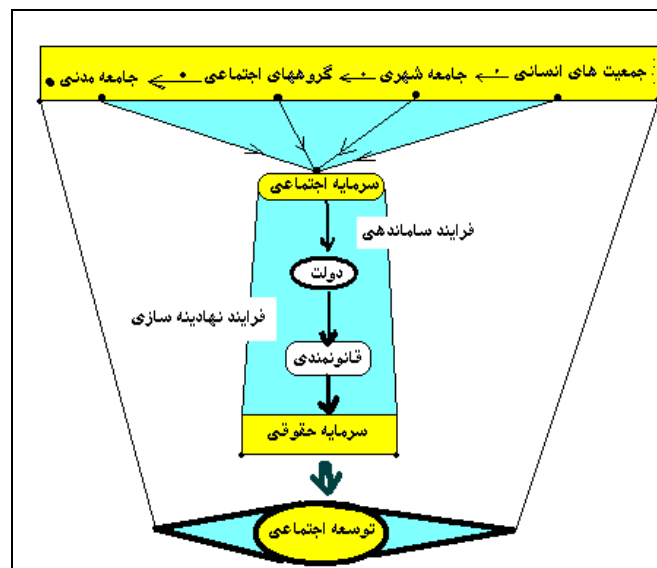 جمعیت های انسانی جامعه شهری گروههای اجتماعی جامعه مدنی
سرمایه اجتماعی
فرایند ساماندهی
دولت
فرایند نهادینه سازی
قانونمندی
سرمایه حقوقی
توسعه اجتماعی